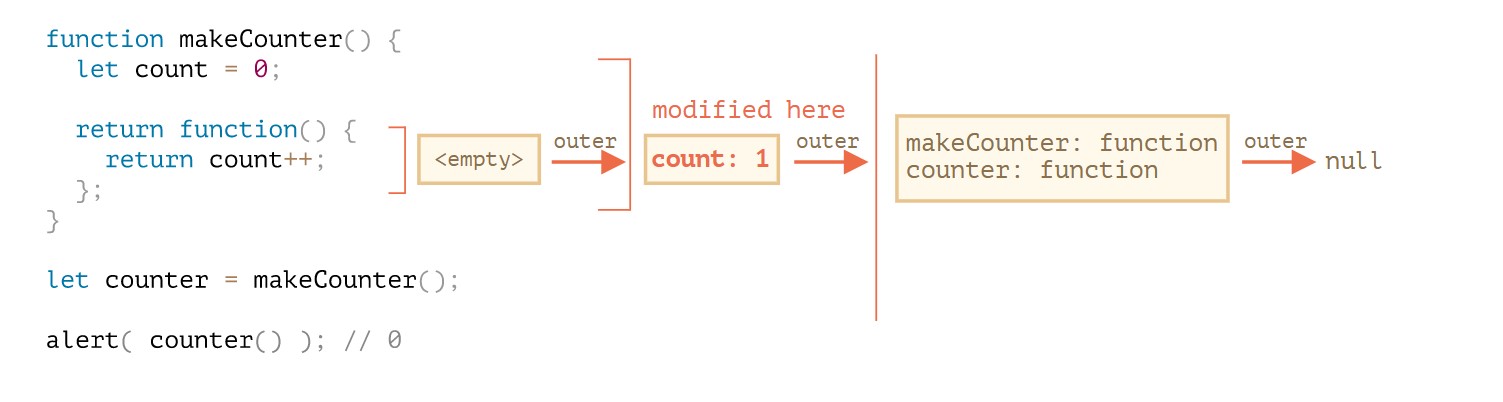 function makeCounter() {
  let count = 0;
  return function() {
    return count++;
  };
}
let counter = makeCounter();
alert( counter() ); // 0
<empty>
outer
modified here
count: 1
outer
makeCounter: function
counter: function
outer
null